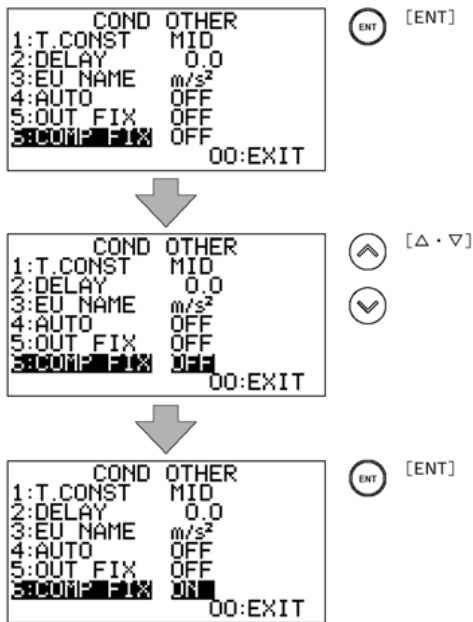 COND OTHER
1:T.CONST MID
2:DELAY 0.0
3:EU NAME m/s²
4:AUTO OFF
5:OUT FIX OFF
6:COMP FIX OFF
00:EXIT
ENT [ENT]
COND OTHER
1:T.CONST MID
2:DELAY 0.0
3:EU NAME m/s²
4:AUTO OFF
5:OUT FIX OFF
6:COMP FIX OFF
00:EXIT
[△・▽]
COND OTHER
1:T.CONST MID
2:DELAY 0.0
3:EU NAME m/s²
4:AUTO OFF
5:OUT FIX OFF
6:COMP FIX ON
00:EXIT
ENT [ENT]